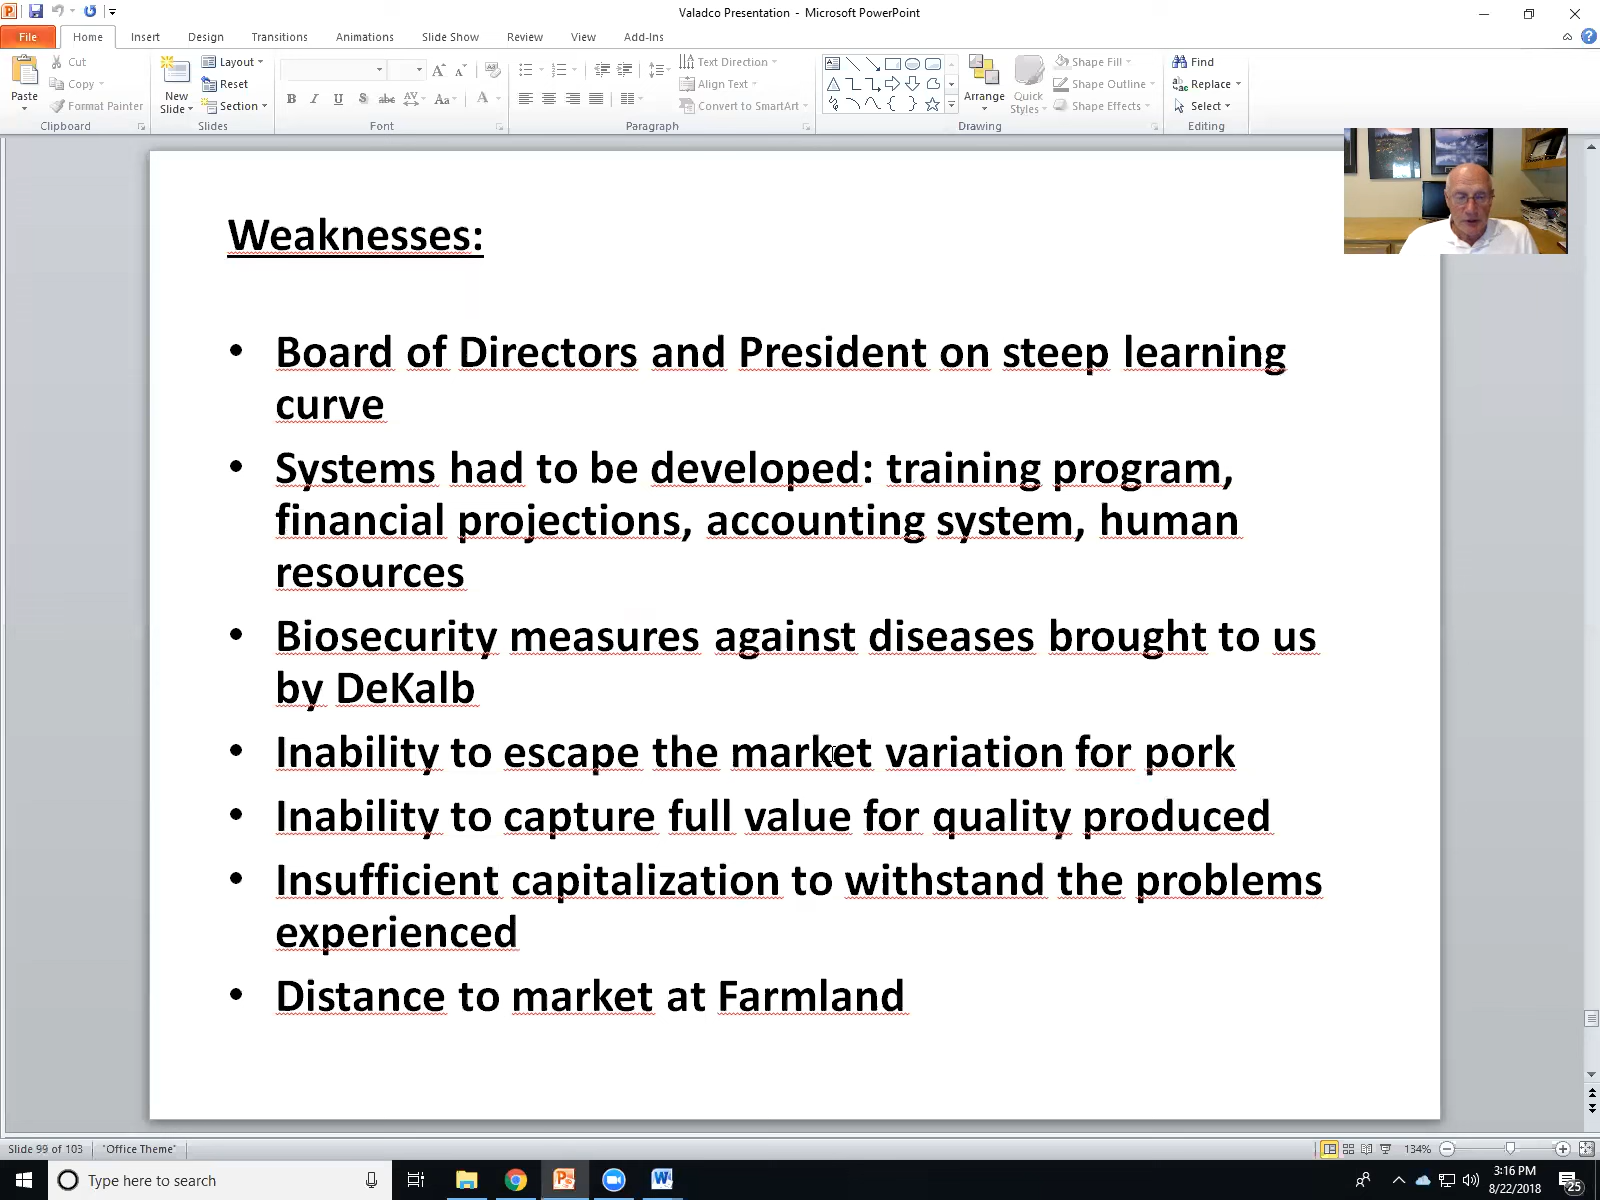 Valadco Presentation - Microsoft PowerPoint
File Home Insert Design Transitions Animations Slide Show Review View Add-Ins
Paste
Cut
Copy
Format Painter
Clipboard
New
Slide
Layout
Reset
Section
Slides
B I U S abc AV Aa A
Font
Text Direction
Align Text
Convert to SmartArt
Paragraph
Arrange
Quick
Styles
Shape Fill
Shape Outline
Shape Effects
Drawing
Find
Replace
Select
Editing
Weaknesses:
• Board of Directors and President on steep learning
curve
• Systems had to be developed: training program,
financial projections, accounting system, human
resources
• Biosecurity measures against diseases brought to us
by DeKalb
• Inability to escape the market variation for pork
• Inability to capture full value for quality produced
• Insufficient capitalization to withstand the problems
experienced
• Distance to market at Farmland
Slide 99 of 103 "Office Theme" 134%
Type here to search
3:16 PM
8/22/2018
25